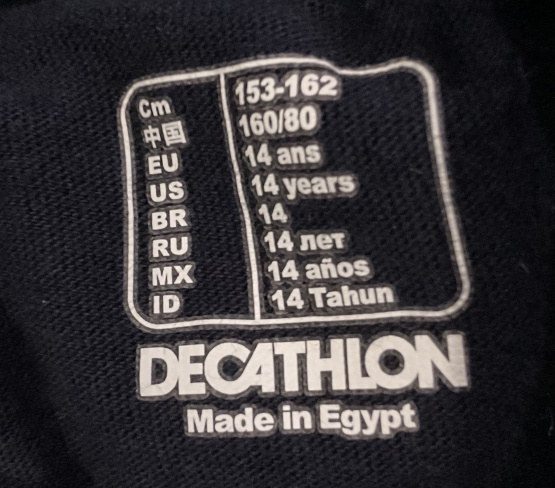 Cm 153-162
中国 160/80
EU 14 ans
US 14 years
BR 14
RU 14 лет
MX 14 años
ID 14 Tahun
DECATHLON
Made in Egypt